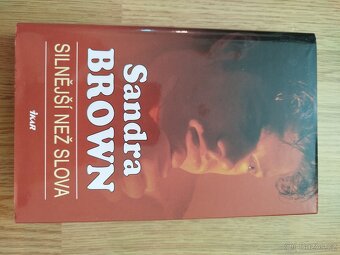 Sandra
BROWN
SILNĚJŠÍ NEŽ SLOVA
IKAR